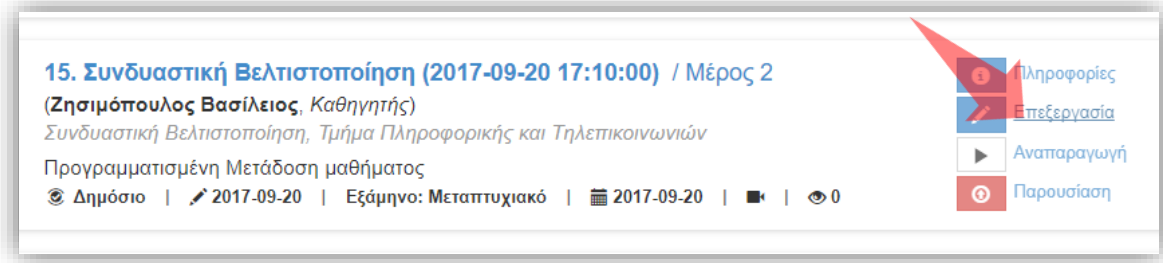 15. Συνδυαστική Βελτιστοποίηση (2017-09-20 17:10:00) / Μέρος 2
(Ζησιμόπουλος Βασίλειος, Καθηγητής)
Συνδυαστική Βελτιστοποίηση, Τμήμα Πληροφορικής και Τηλεπικοινωνιών
Προγραμματισμένη Μετάδοση μαθήματος
Δημόσιο | 2017-09-20 | Εξάμηνο: Μεταπτυχιακό | 2017-09-20 | | 0
Πληροφορίες
Επεξεργασία
Αναπαραγωγή
Παρουσίαση